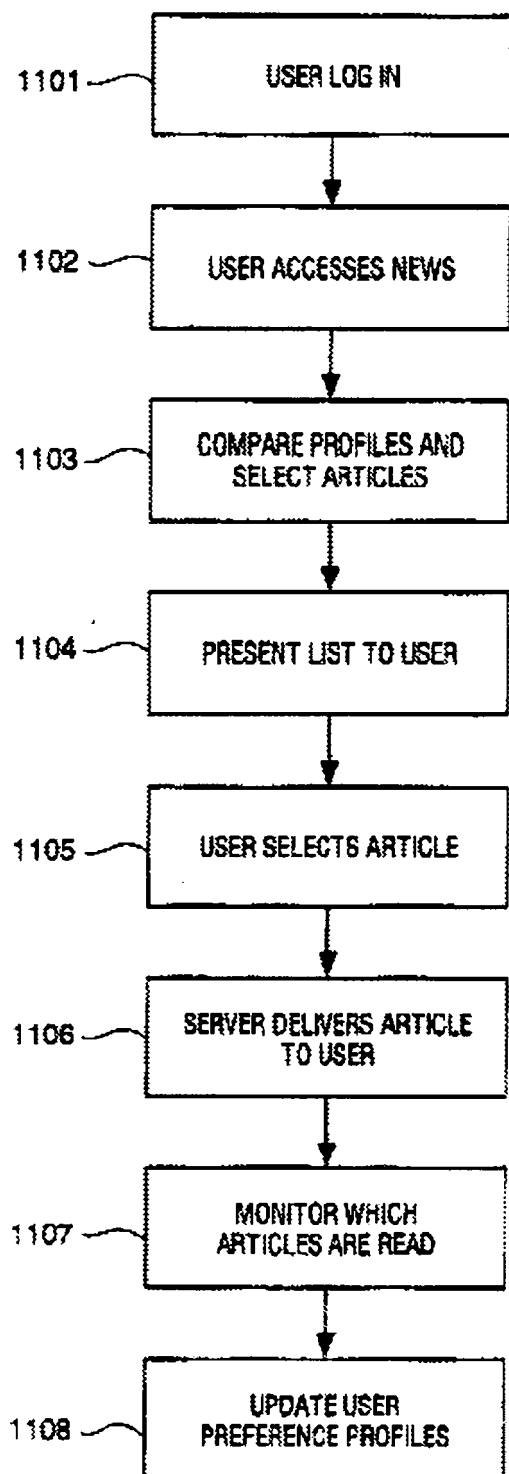 1101
USER LOG IN
1102
USER ACCESSES NEWS
1103
COMPARE PROFILES AND
SELECT ARTICLES
1104
PRESENT LIST TO USER
1105
USER SELECTS ARTICLE
1106
SERVER DELIVERS ARTICLE
TO USER
1107
MONITOR WHICH
ARTICLES ARE READ
1108
UPDATE USER
PREFERENCE PROFILES